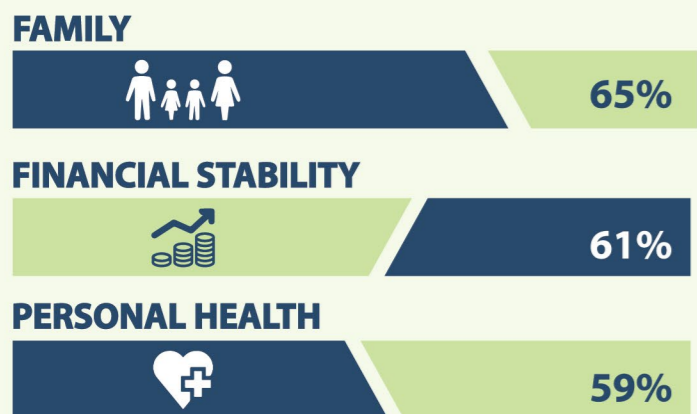 FAMILY
65%
FINANCIAL STABILITY
61%
PERSONAL HEALTH
59%